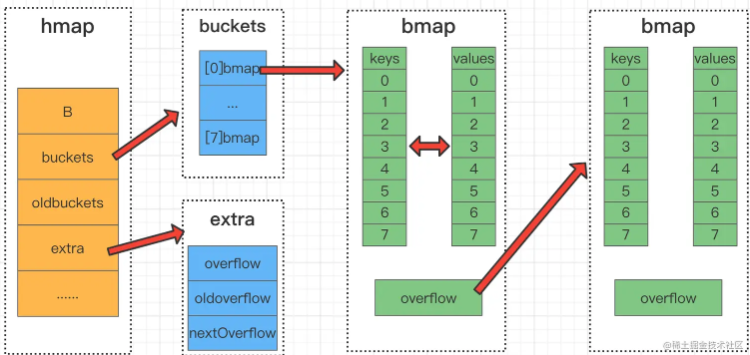 hmap
B
buckets
oldbuckets
extra
......
buckets
[0]bmap
...
[7]bmap
extra
overflow
oldoverflow
nextOverflow
bmap
keys values
0 0
1 1
2 2
3 3
4 4
5 5
6 6
7 7
overflow
bmap
keys values
0 0
1 1
2 2
3 3
4 4
5 5
6 6
7 7
overflow
@稀土掘金技术社区